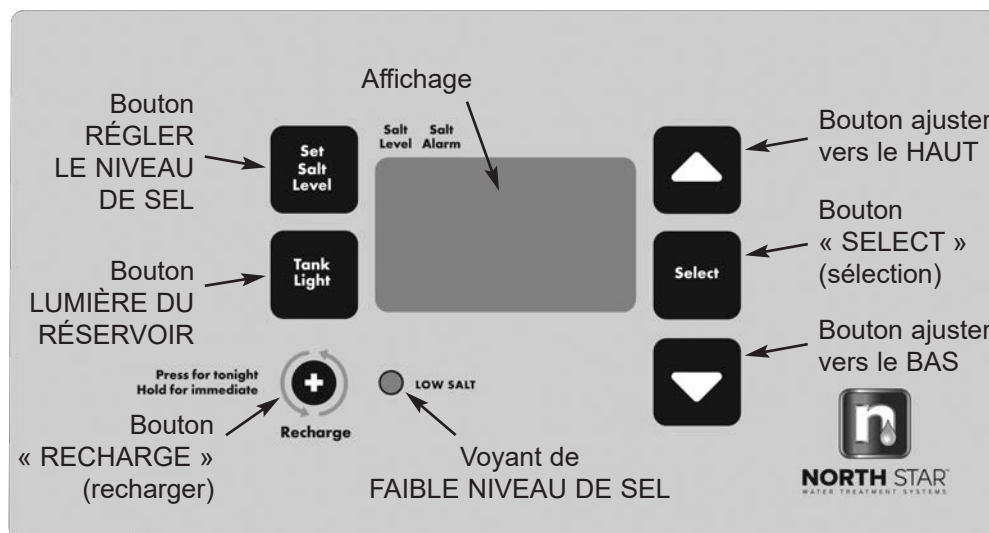 Affichage
Bouton
RÉGLER
LE NIVEAU
DE SEL
Set
Salt
Level
Salt Salt
Level Alarm
Bouton ajuster
vers le HAUT
Bouton
LUMIÈRE DU
RÉSERVOIR
Tank
Light
Select
Bouton
« SELECT »
(sélection)
Bouton ajuster
vers le BAS
Press for tonight
Hold for immediate
Recharge
LOW SALT
Bouton
« RECHARGE »
(recharger)
Voyant de
FAIBLE NIVEAU DE SEL
n
NORTH STAR™
WATER TREATMENT SYSTEMS